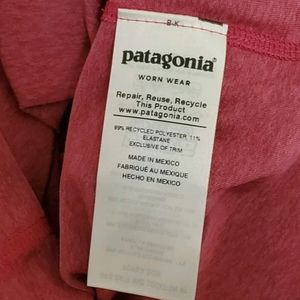 B-K
patagonia®
WORN WEAR
Repair, Reuse, Recycle
This Product
www.patagonia.com
89% RECYCLED POLYESTER, 11%
ELASTANE
EXCLUSIVE OF TRIM
MADE IN MEXICO
FABRIQUÉ AU MEXIQUE
HECHO EN MEXICO